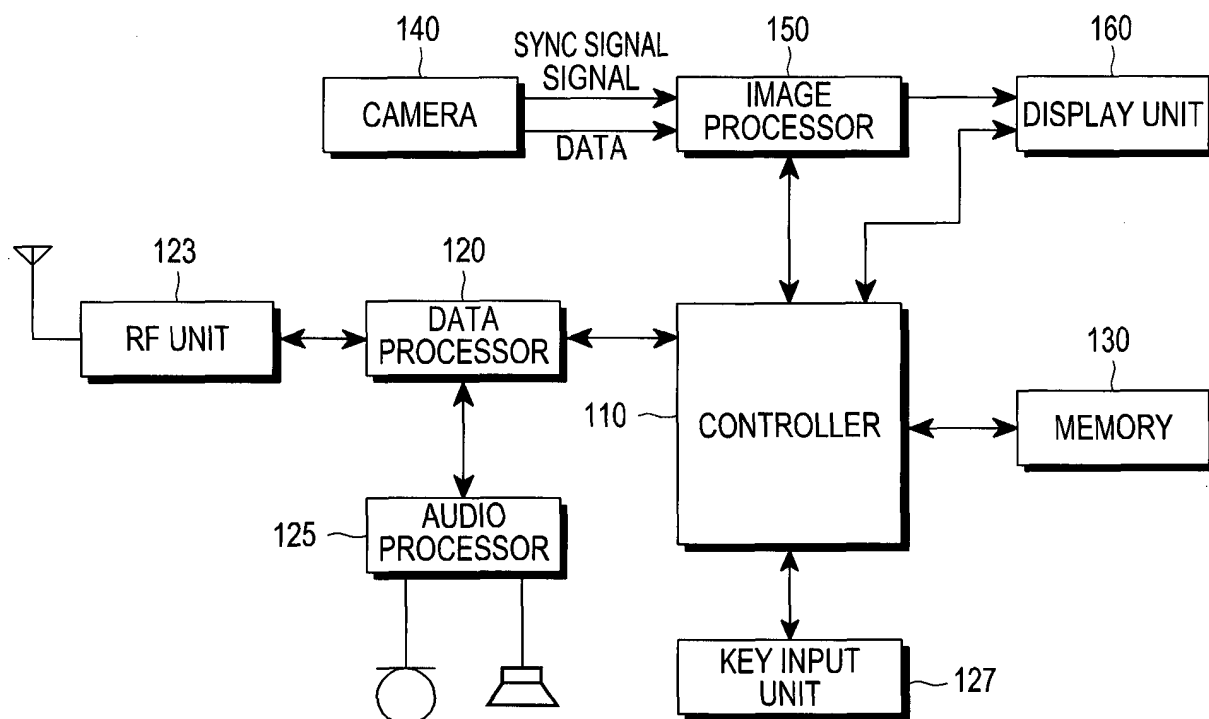 140
SYNC SIGNAL
SIGNAL
150
160
CAMERA
IMAGE
PROCESSOR
DISPLAY UNIT
DATA
123
120
RF UNIT
DATA
PROCESSOR
130
110
CONTROLLER
MEMORY
125
AUDIO
PROCESSOR
KEY INPUT
UNIT
127